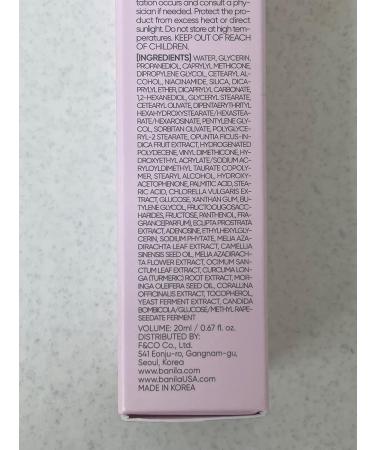 tation occurs and consult a phy-
sician if needed. Protect the pro-
duct from excess heat or direct
sunlight. Do not store at high tem-
peratures. KEEP OUT OF REACH
OF CHILDREN.
[INGREDIENTS] WATER, GLYCERIN,
PROPANEDIOL, CAPRYLYL METHICONE,
DIPROPYLENE GLYCOL, CETEARYL AL-
COHOL, NIACINAMIDE, SILICA, DICA-
PRYLYL ETHER, DICAPRYLYL CARBONATE,
1,2-HEXANEDIOL, GLYCERYL STEARATE,
CETEARYL OLIVATE, DIPENTAERYTHRITYL
HEXAHYDROXYSTEARATE/HEXASTEA-
RATE/HEXAROSINATE, PENTYLENE GLY-
COL, SORBITAN OLIVATE, POLYGLYCE-
RYL-2 STEARATE, OPUNTIA FICUS-IN-
DICA FRUIT EXTRACT, HYDROGENATED
POLYDECENE, VINYL DIMETHICONE, HY-
DROXYETHYL ACRYLATE/SODIUM AC-
RYLOYLDIMETHYL TAURATE COPOLY-
MER, STEARYL ALCOHOL, HYDROXY-
ACETOPHENONE, PALMITIC ACID, STEA-
RIC ACID, CHLORELLA VULGARIS EX-
TRACT, GLUCOSE, XANTHAN GUM, BU-
TYLENE GLYCOL, FRUCTOOLIGOSACC-
HARIDES, FRUCTOSE, PANTHENOL, FRA-
GRANCE(PARFUM), ECLIPTA PROSTRATA
EXTRACT, ADENOSINE, ETHYLHEXYLGLY-
CERIN, SODIUM PHYTATE, MELIA AZA-
DIRACHTA LEAF EXTRACT, CAMELLIA
SINENSIS SEED OIL, MELIA AZADIRACH-
TA FLOWER EXTRACT, OCIMUM SAN-
CTUM LEAF EXTRACT, CURCUMA LON-
GA (TURMERIC) ROOT EXTRACT, MOR-
INGA OLEIFERA SEED OIL, CORALLINA
OFFICINALIS EXTRACT, TOCOPHEROL,
YEAST FERMENT EXTRACT, CANDIDA
BOMBICOLA/GLUCOSE/METHYL RAPE-
SEEDATE FERMENT
VOLUME: 20ml / 0.67 fl. oz.
DISTRIBUTED BY:
F&CO Co., Ltd.
541 Eonju-ro, Gangnam-gu,
Seoul, Korea
www.banila.com
www.banilaUSA.com
MADE IN KOREA